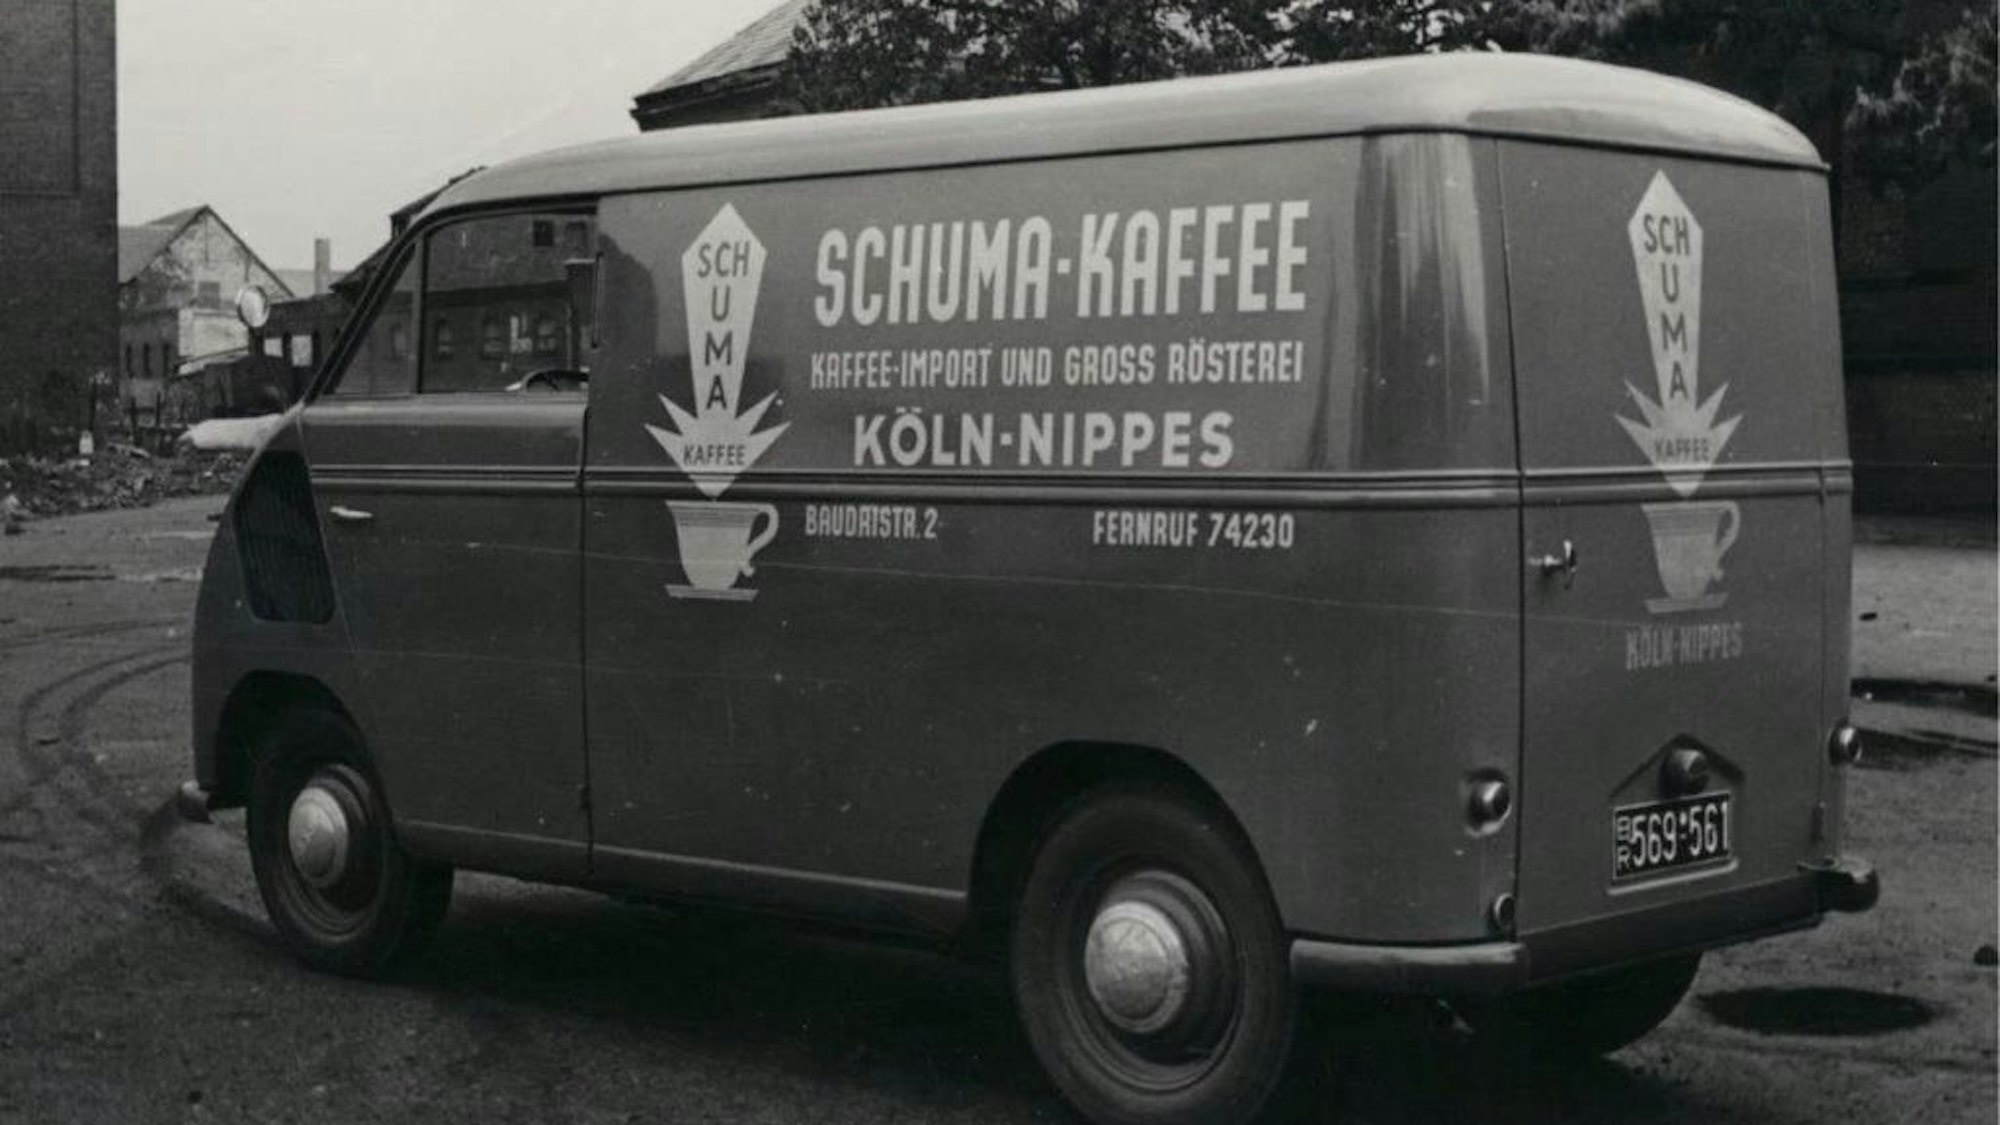 SCH
U
M
A
KAFFEE
SCHUMA-KAFFEE
KAFFEE-IMPORT UND GROSS RÖSTEREI
KÖLN-NIPPES
BAUDRISTR. 2
FERNRUF 74230
SCH
U
M
A
KAFFEE
KÖLN-NIPPES
BR 569·561